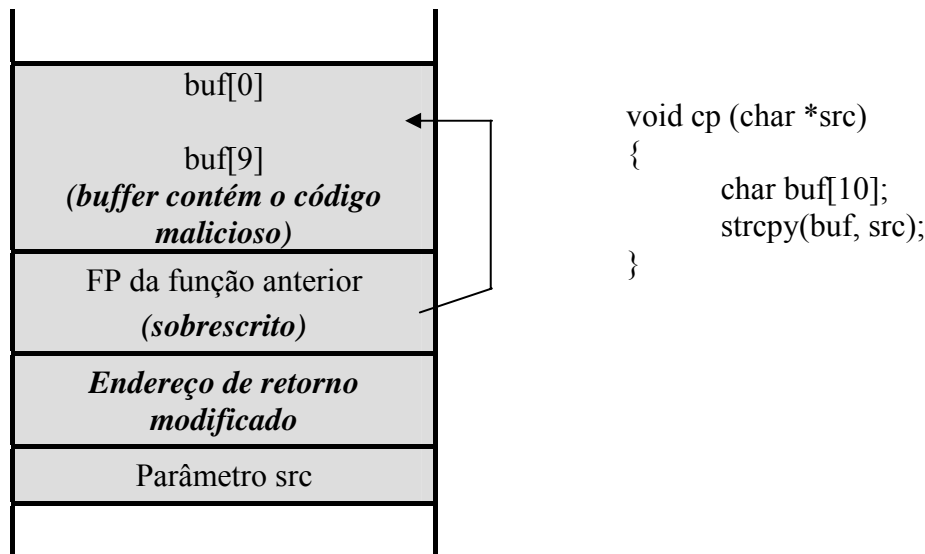 buf[0]
buf[9]
(buffer contém o código
malicioso)
FP da função anterior
(sobrescrito)
Endereço de retorno
modificado
Parâmetro src
void cp (char *src)
{
char buf[10];
strcpy(buf, src);
}